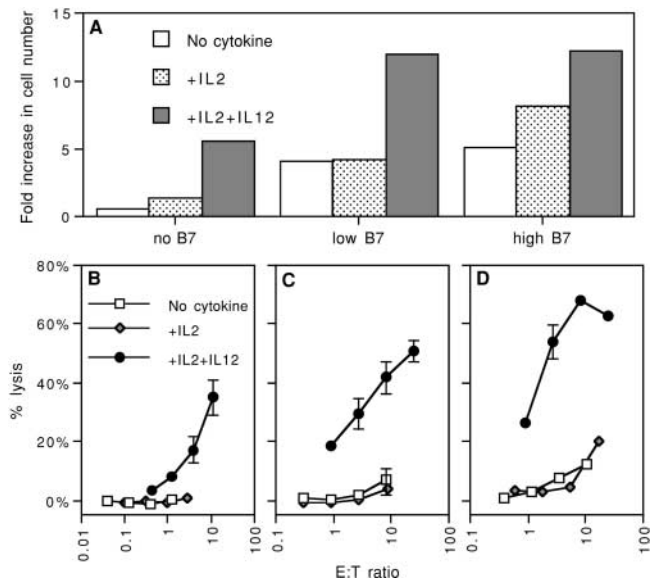 15
A
No cytokine
+IL2
+IL2+IL12
10
5
0
Fold increase in cell number
no B7
low B7
high B7
80%
60%
40%
20%
0%
% lysis
B
No cytokine
+IL2
+IL2+IL12
C
D
0.01
0.1
1
10
100
0.1
1
10
100
0.1
1
10
100
E:T ratio